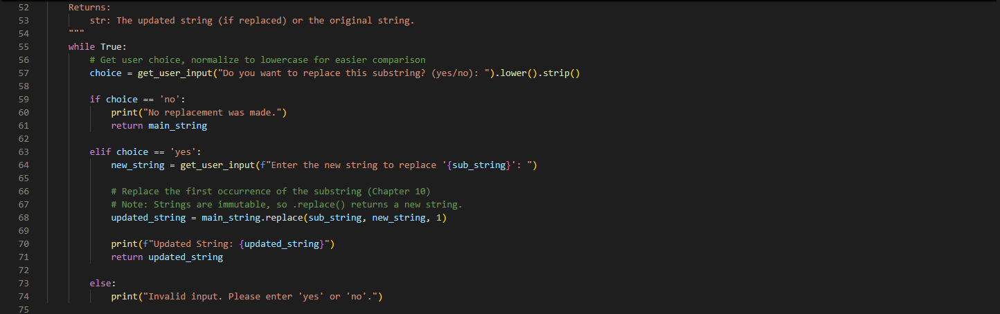 52 Returns:
53 str: The updated string (if replaced) or the original string.
54 """
55 while True:
56 # Get user choice, normalize to lowercase for easier comparison
57 choice = get_user_input("Do you want to replace this substring? (yes/no): ").lower().strip()
58
59 if choice == 'no':
60 print("No replacement was made.")
61 return main_string
62
63 elif choice == 'yes':
64 new_string = get_user_input(f"Enter the new string to replace '{sub_string}': ")
65
66 # Replace the first occurrence of the substring (Chapter 10)
67 # Note: Strings are immutable, so .replace() returns a new string.
68 updated_string = main_string.replace(sub_string, new_string, 1)
69
70 print(f"Updated String: {updated_string}")
71 return updated_string
72
73 else:
74 print("Invalid input. Please enter 'yes' or 'no'.")
75